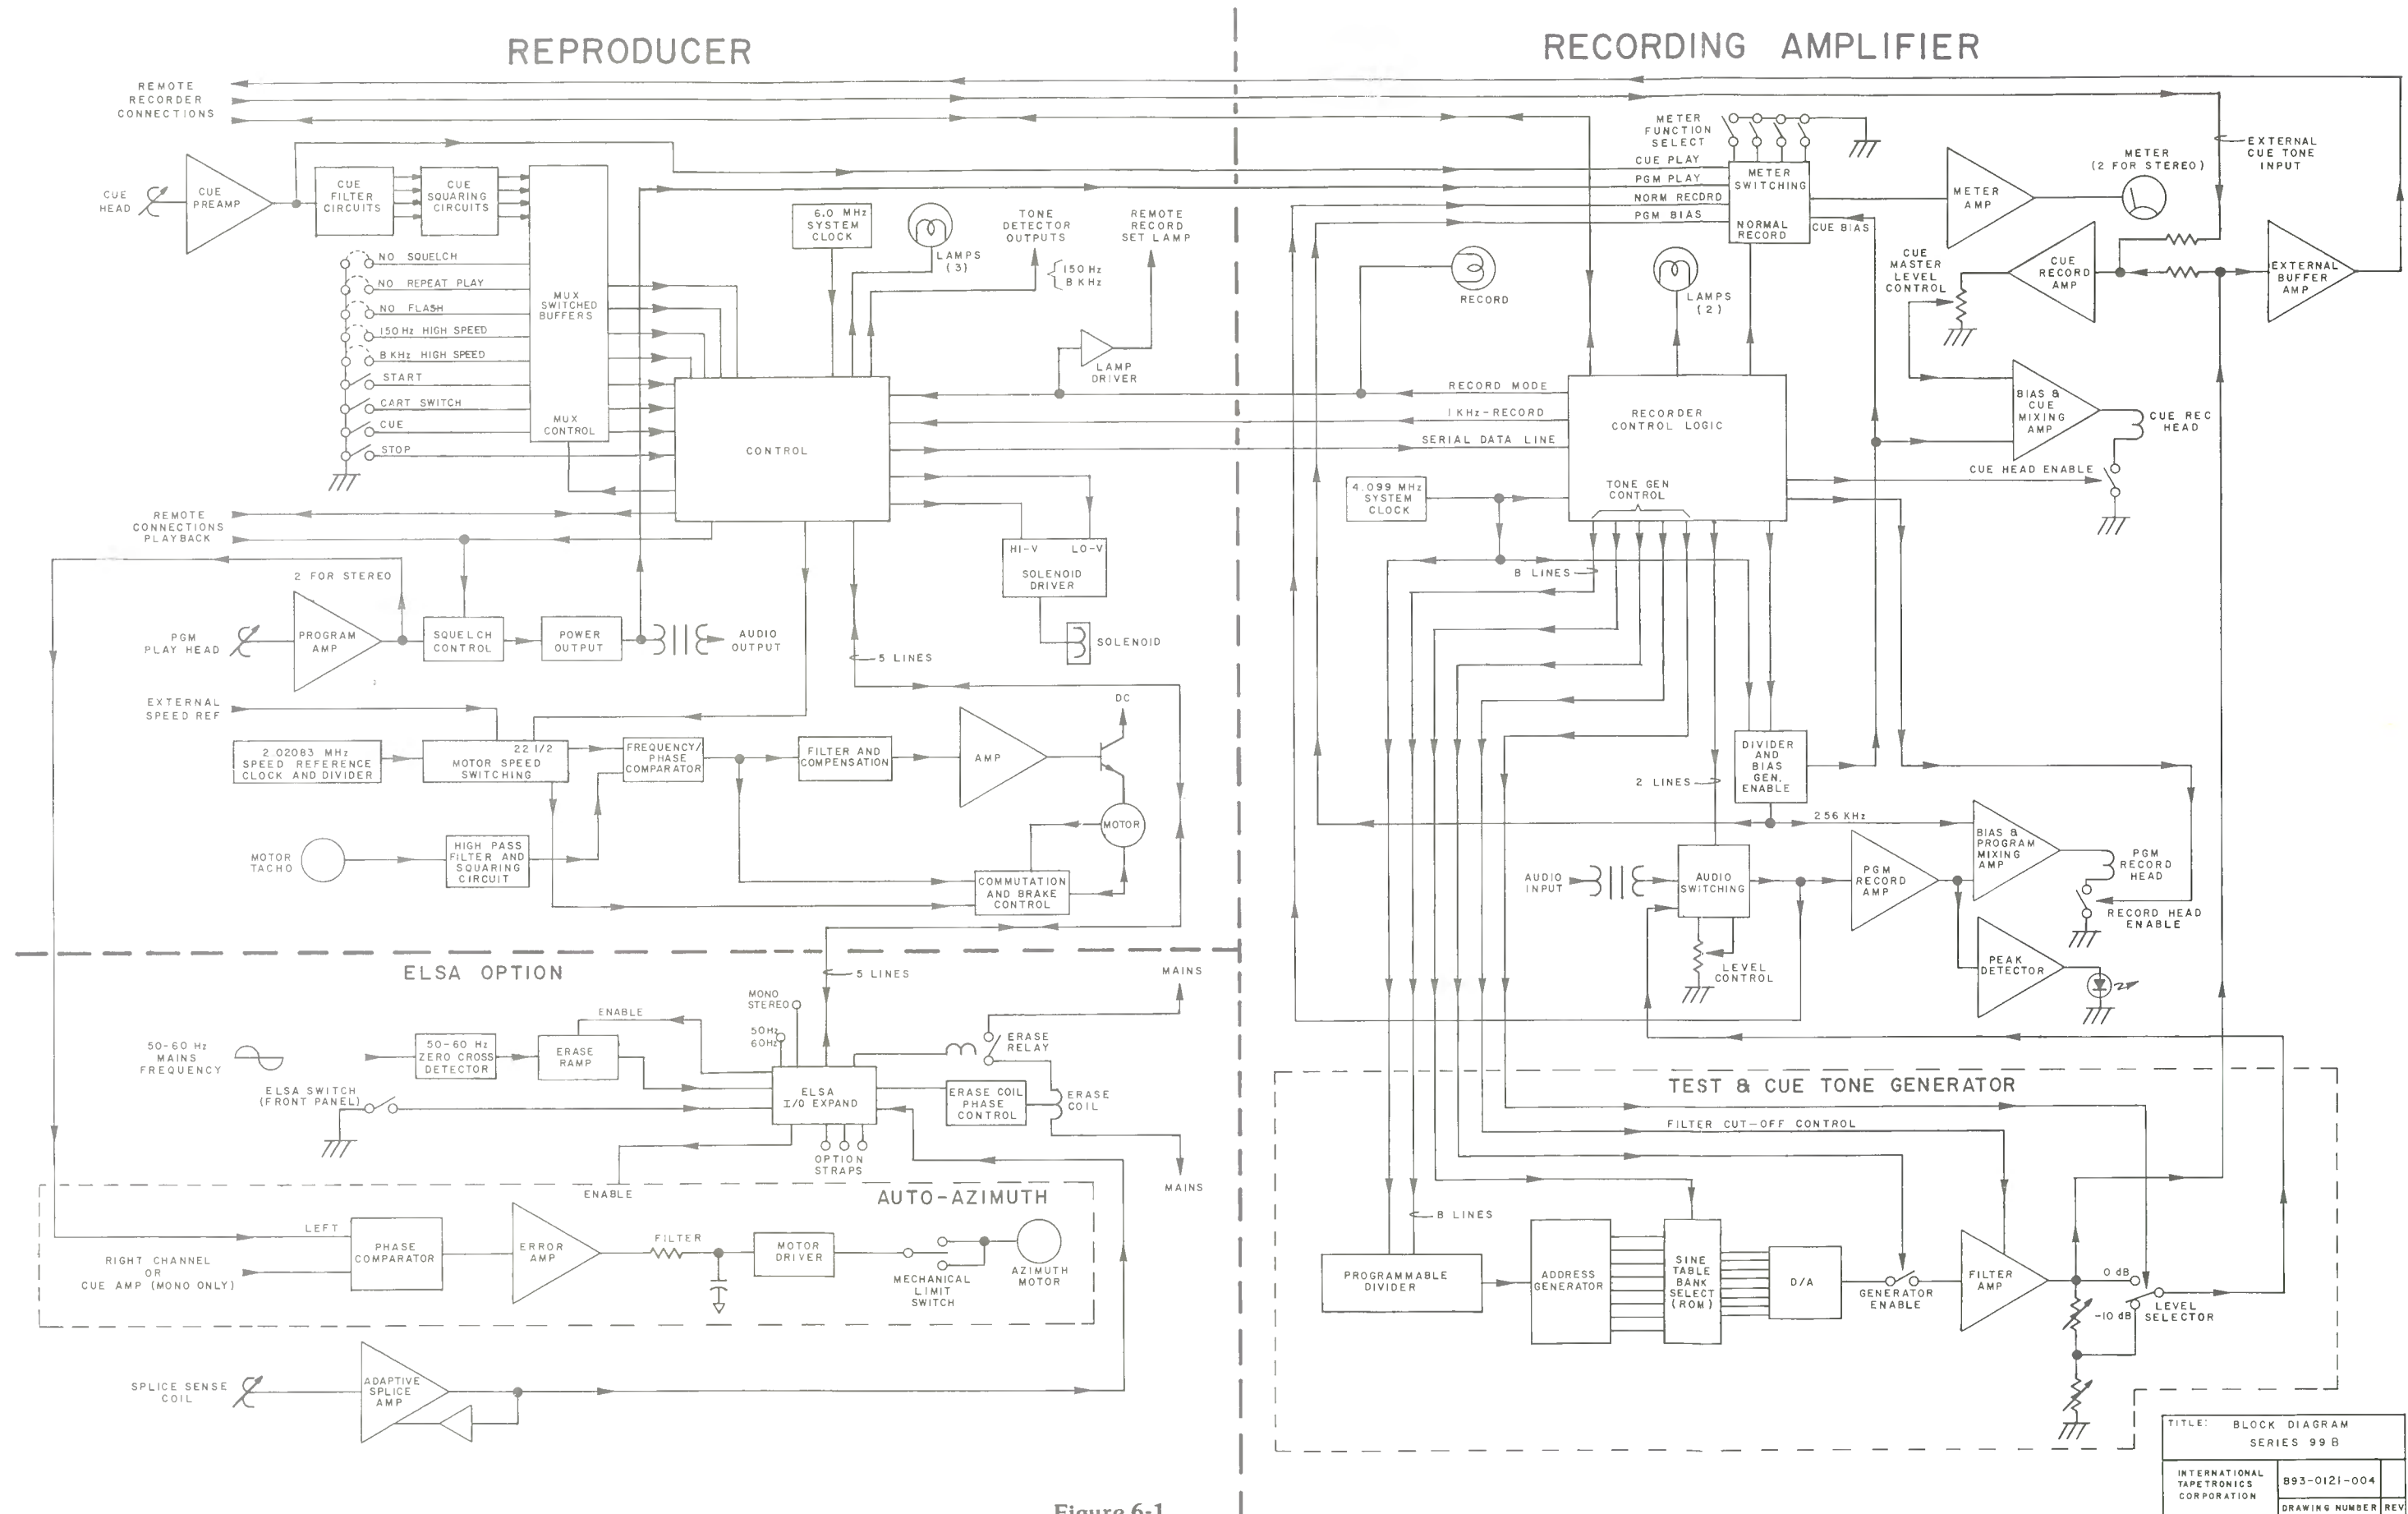 REPRODUCER
RECORDING AMPLIFIER
REMOTE
RECORDER
CONNECTIONS
CUE
HEAD
CUE
PREAMP
CUE
FILTER
CIRCUITS
CUE
SQUARING
CIRCUITS
MUX
SWITCHED
BUFFERS
MUX
CONTROL
NO SQUELCH
NO REPEAT PLAY
NO FLASH
150 Hz HIGH SPEED
8 KHz HIGH SPEED
START
CART SWITCH
CUE
STOP
6.0 MHz
SYSTEM
CLOCK
LAMPS
(3)
TONE
DETECTOR
OUTPUTS
150 Hz
8 KHz
REMOTE
RECORD
SET LAMP
LAMP
DRIVER
CONTROL
REMOTE
CONNECTIONS
PLAYBACK
2 FOR STEREO
PGM
PLAY HEAD
PROGRAM
AMP
SQUELCH
CONTROL
POWER
OUTPUT
AUDIO
OUTPUT
HI-V LO-V
SOLENOID
DRIVER
SOLENOID
5 LINES
EXTERNAL
SPEED REF
2.02083 MHz
SPEED REFERENCE
CLOCK AND DIVIDER
22 1/2
MOTOR SPEED
SWITCHING
FREQUENCY/
PHASE
COMPARATOR
FILTER AND
COMPENSATION
AMP
DC
MOTOR
MOTOR
TACHO
HIGH PASS
FILTER AND
SQUARING
CIRCUIT
COMMUTATION
AND BRAKE
CONTROL
METER
FUNCTION
SELECT
CUE PLAY
PGM PLAY
NORM RECORD
PGM BIAS
METER
SWITCHING
NORMAL
RECORD
CUE BIAS
METER
AMP
METER
(2 FOR STEREO)
EXTERNAL
CUE TONE
INPUT
RECORD
LAMPS
(2)
CUE
MASTER
LEVEL
CONTROL
CUE
RECORD
AMP
EXTERNAL
BUFFER
AMP
RECORD MODE
1 KHz-RECORD
SERIAL DATA LINE
RECORDER
CONTROL LOGIC
TONE GEN
CONTROL
4.099 MHz
SYSTEM
CLOCK
BIAS &
CUE
MIXING
AMP
CUE REC
HEAD
CUE HEAD ENABLE
8 LINES
2 LINES
DIVIDER
AND
BIAS
GEN.
ENABLE
256 KHz
AUDIO
INPUT
AUDIO
SWITCHING
LEVEL
CONTROL
PGM
RECORD
AMP
BIAS &
PROGRAM
MIXING
AMP
PGM
RECORD
HEAD
RECORD HEAD
ENABLE
PEAK
DETECTOR
ELSA OPTION
5 LINES
MAINS
MONO
STEREO
50Hz
60Hz
ENABLE
50-60 Hz
MAINS
FREQUENCY
50-60 Hz
ZERO CROSS
DETECTOR
ERASE
RAMP
ELSA SWITCH
(FRONT PANEL)
ELSA
I/O EXPAND
ERASE
RELAY
ERASE COIL
PHASE
CONTROL
ERASE
COIL
OPTION
STRAPS
ENABLE
MAINS
AUTO-AZIMUTH
LEFT
RIGHT CHANNEL
OR
CUE AMP (MONO ONLY)
PHASE
COMPARATOR
ERROR
AMP
FILTER
MOTOR
DRIVER
MECHANICAL
LIMIT
SWITCH
AZIMUTH
MOTOR
SPLICE SENSE
COIL
ADAPTIVE
SPLICE
AMP
TEST & CUE TONE GENERATOR
FILTER CUT-OFF CONTROL
8 LINES
PROGRAMMABLE
DIVIDER
ADDRESS
GENERATOR
SINE
TABLE
BANK
SELECT
(ROM)
D/A
GENERATOR
ENABLE
FILTER
AMP
0 dB
-10 dB
LEVEL
SELECTOR
TITLE: BLOCK DIAGRAM
SERIES 99 B
INTERNATIONAL
TAPETRONICS
CORPORATION
893-0121-004
DRAWING NUMBER REV
Figure 6-1